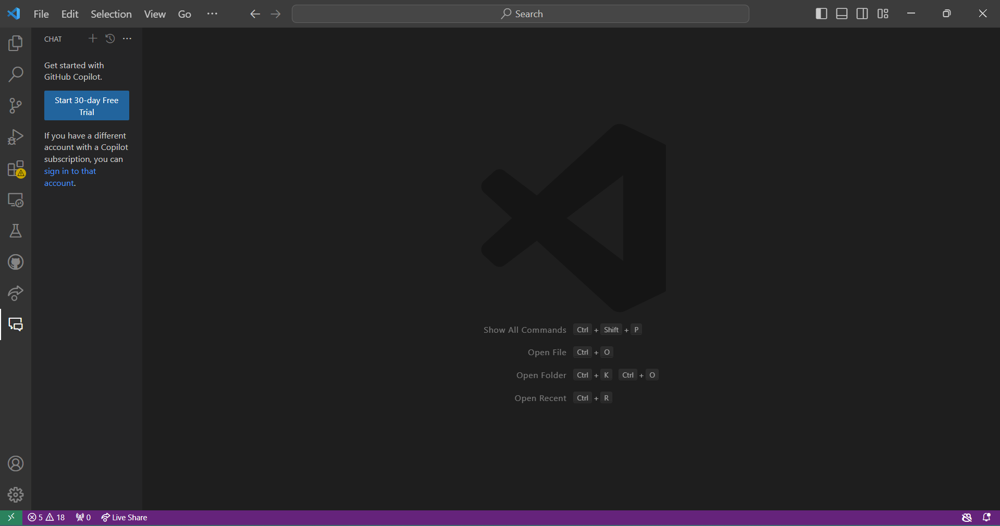 File Edit Selection View Go ···
Search
CHAT
Get started with
GitHub Copilot.
Start 30-day Free
Trial
If you have a different
account with a Copilot
subscription, you can
sign in to that
account.
Show All Commands Ctrl + Shift + P
Open File Ctrl + O
Open Folder Ctrl + K Ctrl + O
Open Recent Ctrl + R
5 18 0 Live Share